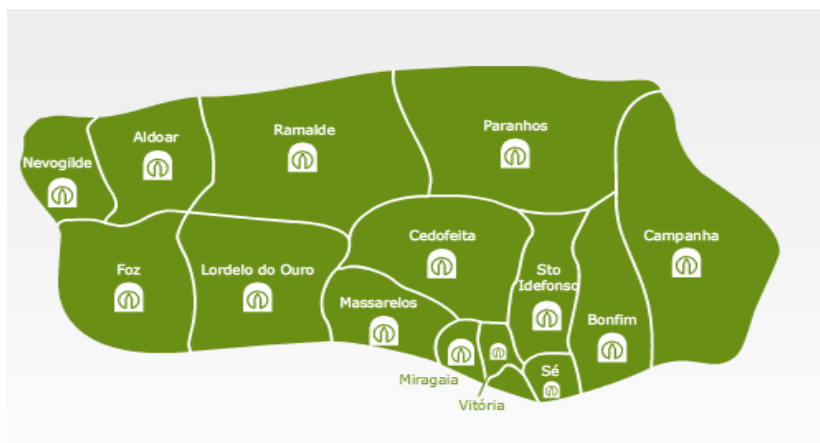 Nevogilde
Aldoar
Ramalde
Paranhos
Foz
Lordelo do Ouro
Cedofeita
Massarelos
Sto
Idefonso
Campanha
Bonfim
Sé
Miragaia
Vitória